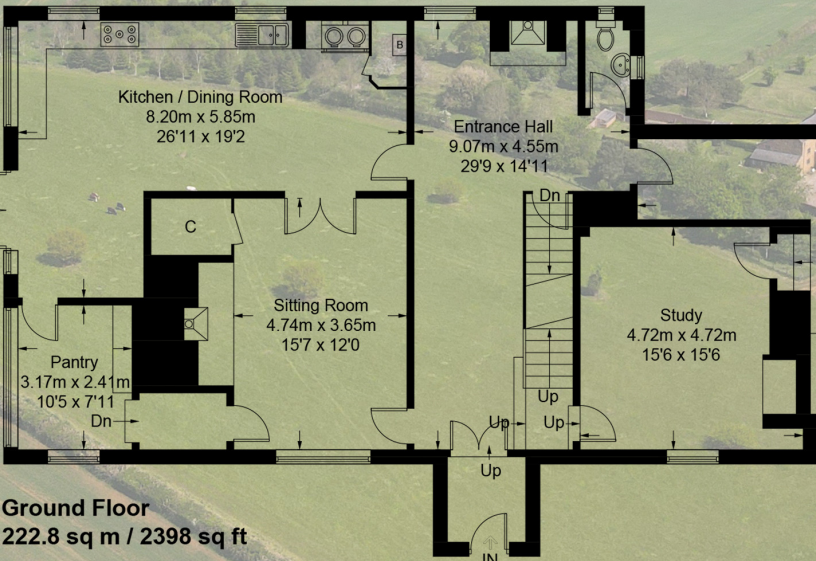 B
Kitchen / Dining Room
8.20m x 5.85m
26'11 x 19'2
Entrance Hall
9.07m x 4.55m
29'9 x 14'11
Dn
C
Sitting Room
4.74m x 3.65m
15'7 x 12'0
Study
4.72m x 4.72m
15'6 x 15'6
Pantry
3.17m x 2.41m
10'5 x 7'11
Dn
Up
Up
Up
Up
Ground Floor
222.8 sq m / 2398 sq ft
IN